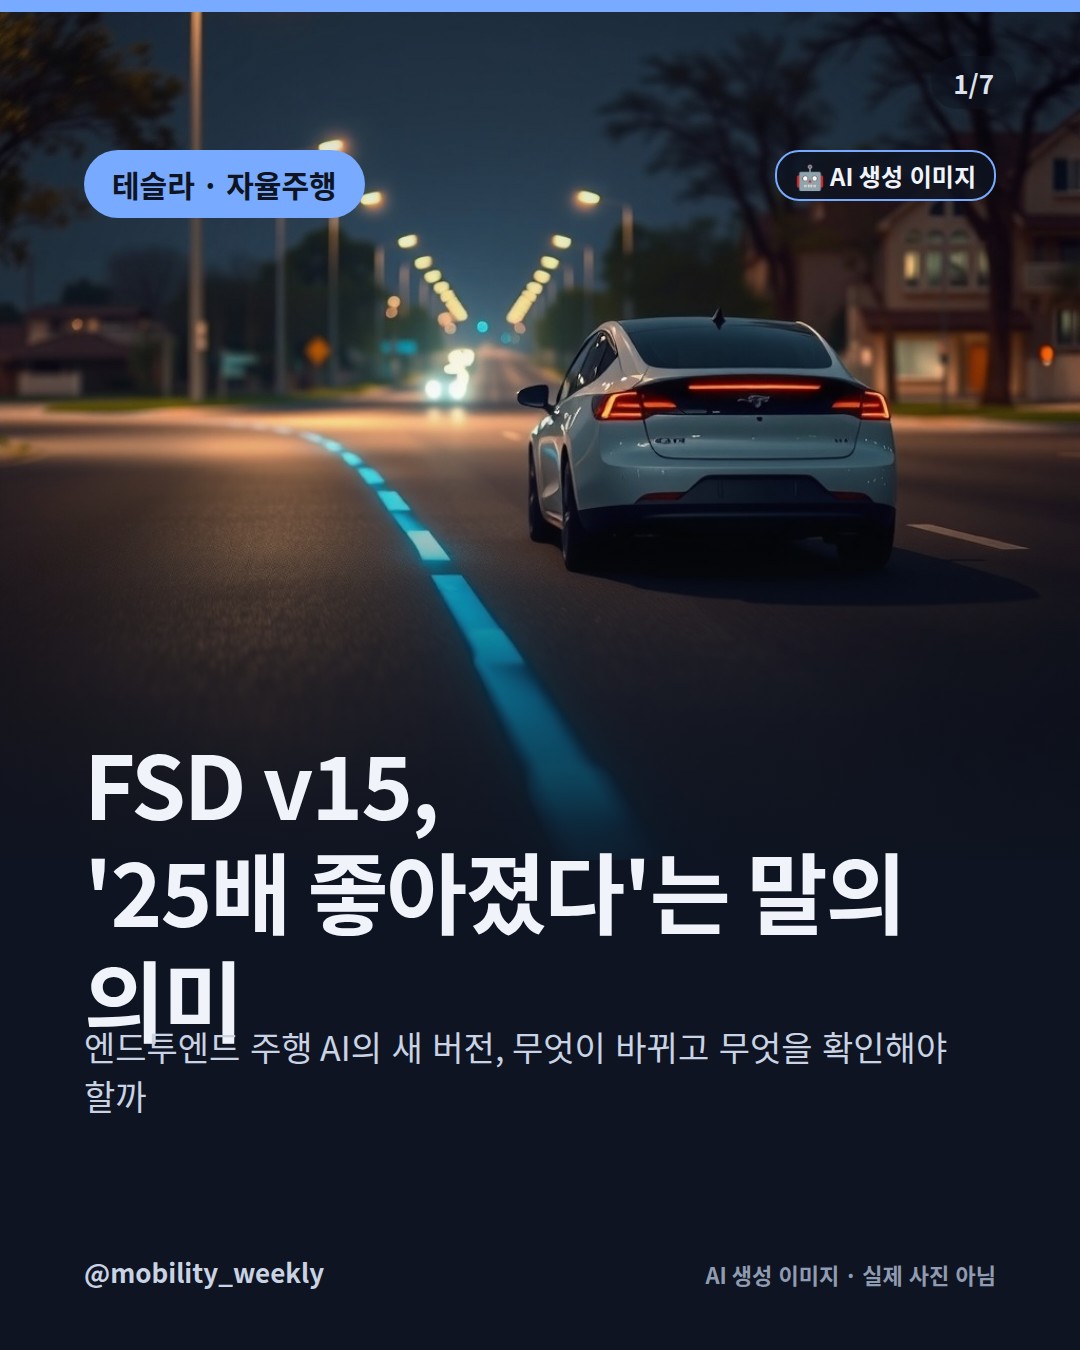 1/7
테슬라 · 자율주행
🤖 AI 생성 이미지
FSD v15,
'25배 좋아졌다'는 말의
의미
엔드투엔드 주행 AI의 새 버전, 무엇이 바뀌고 무엇을 확인해야
할까
@mobility_weekly
AI 생성 이미지 · 실제 사진 아님